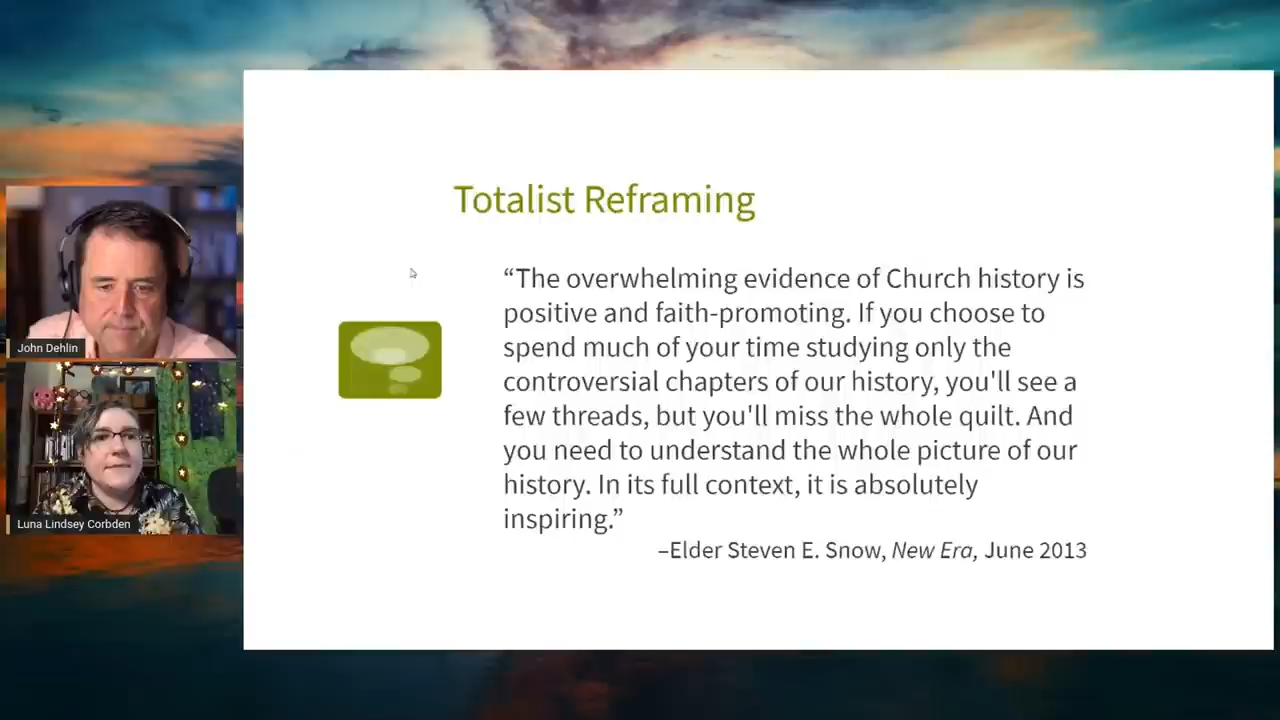 Totalist Reframing
“The overwhelming evidence of Church history is
positive and faith-promoting. If you choose to
spend much of your time studying only the
controversial chapters of our history, you'll see a
few threads, but you'll miss the whole quilt. And
you need to understand the whole picture of our
history. In its full context, it is absolutely
inspiring.”
–Elder Steven E. Snow, New Era, June 2013
John Dehlin
Luna Lindsey Corbden